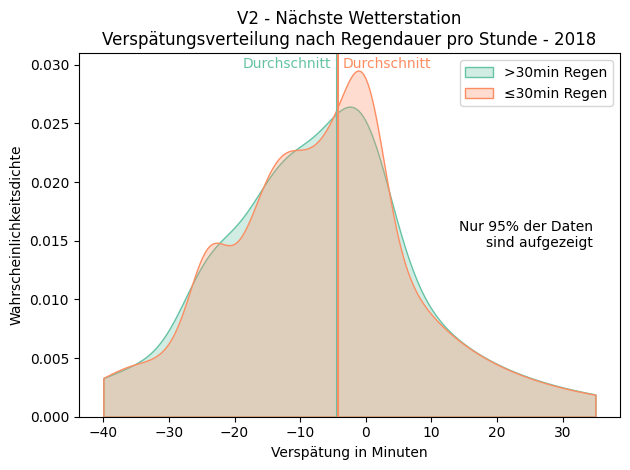 V2 - Nächste Wetterstation
Verspätungsverteilung nach Regendauer pro Stunde - 2018
Durchschnitt Durchschnitt
>30min Regen
≤30min Regen
Nur 95% der Daten
sind aufgezeigt
Wahrscheinlichkeitsdichte
0.030
0.025
0.020
0.015
0.010
0.005
0.000
−40 −30 −20 −10 0 10 20 30
Verspätung in Minuten